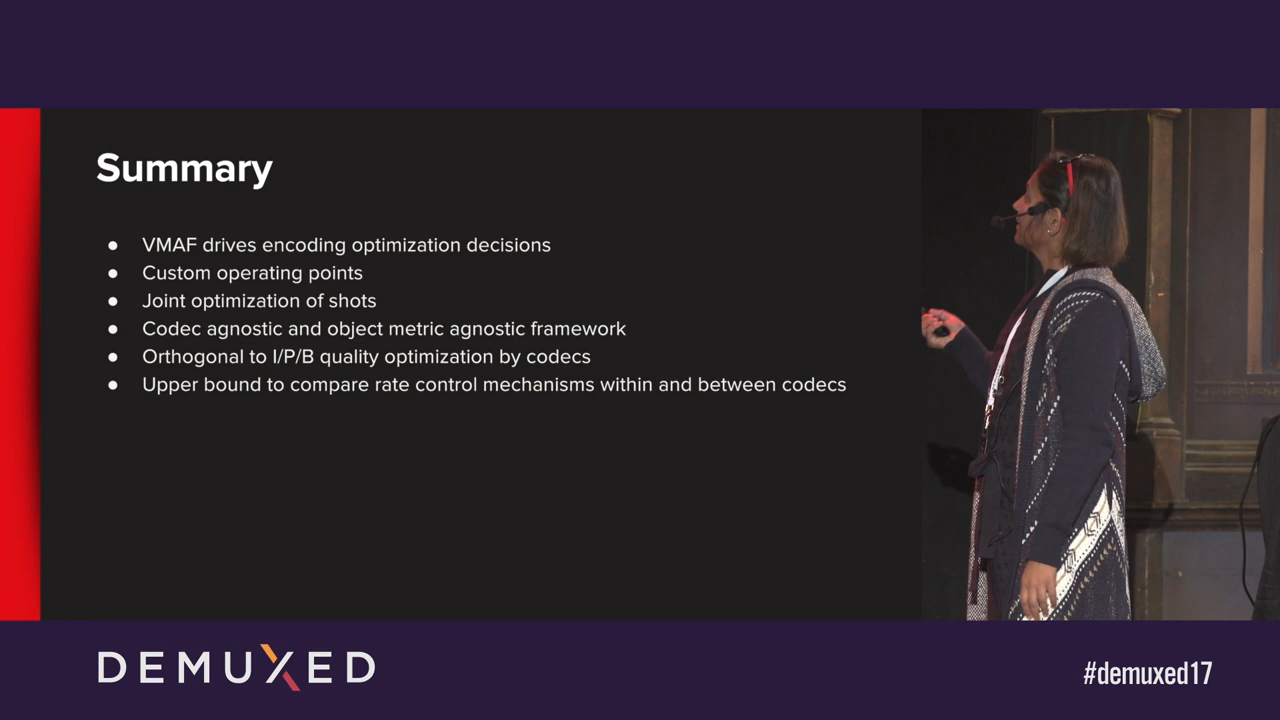 Summary
● VMAF drives encoding optimization decisions
● Custom operating points
● Joint optimization of shots
● Codec agnostic and object metric agnostic framework
● Orthogonal to I/P/B quality optimization by codecs
● Upper bound to compare rate control mechanisms within and between codecs
DEMUXED
#demuxed17